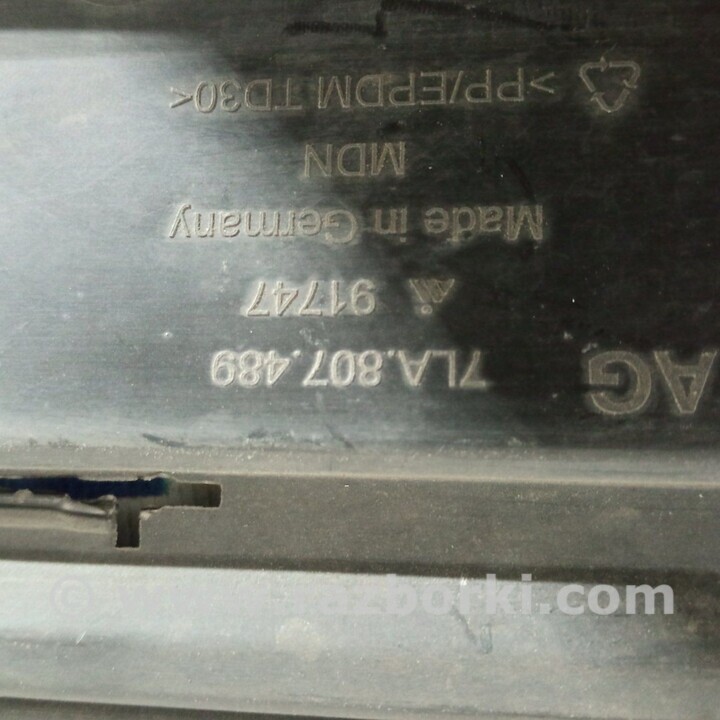 AG 7LA.807.489
91747
Made in Germany
MDN
>PP/EPDM TD30<
razborki.com